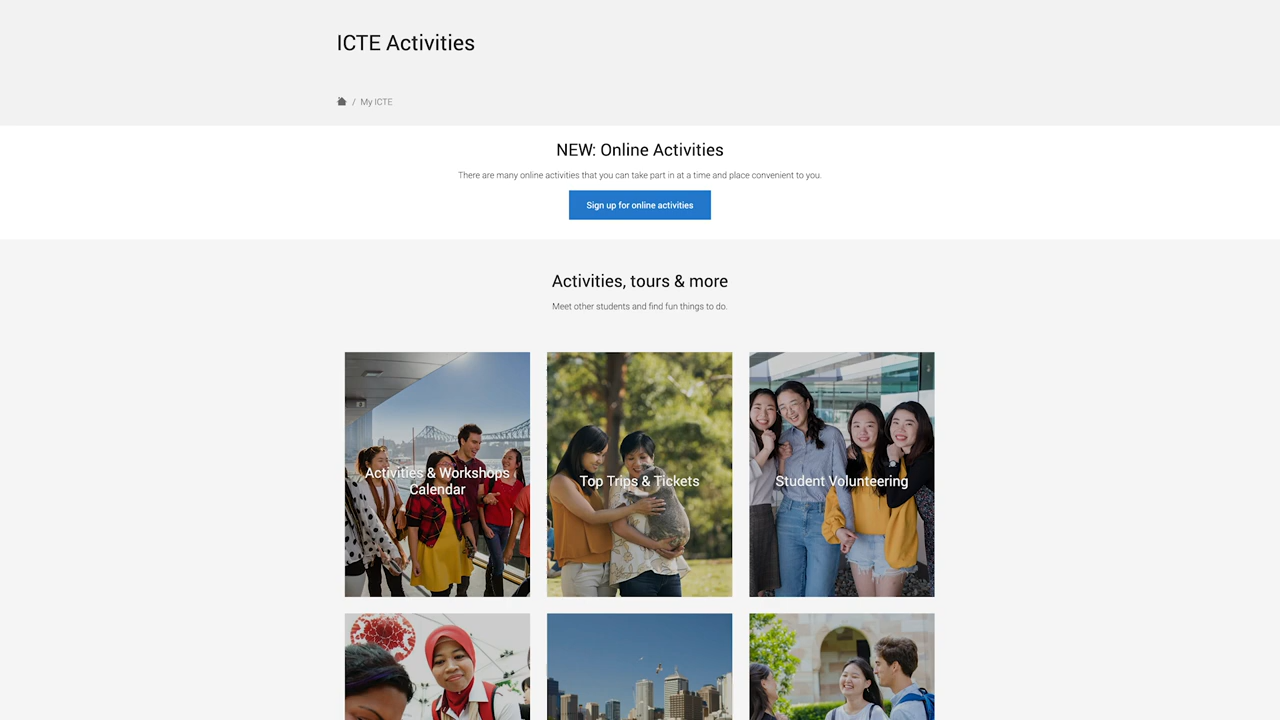 ICTE Activities
/ My ICTE
NEW: Online Activities
There are many online activities that you can take part in at a time and place convenient to you.
Sign up for online activities
Activities, tours & more
Meet other students and find fun things to do.
Activities & Workshops
Calendar
Top Trips & Tickets
Student Volunteering